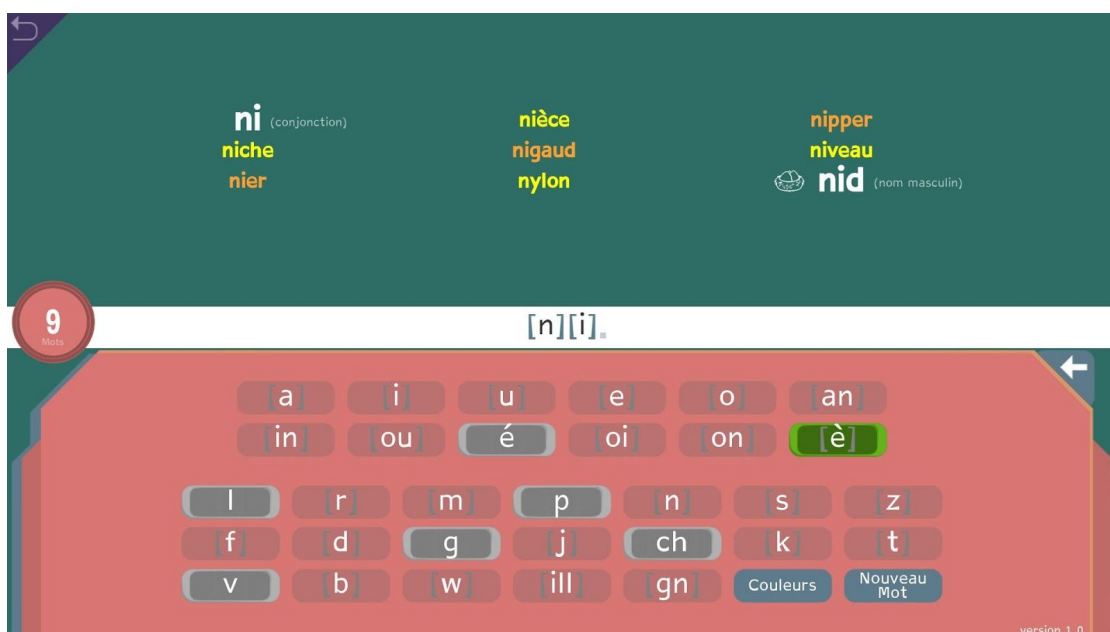 ni (conjonction) nièce nipper
niche nigaud niveau
nier nylon nid (nom masculin)
9
Mots
[n][i].
[a] [i] [u] [e] [o] [an]
[in] [ou] [é] [oi] [on] [è]
[l] [r] [m] [p] [n] [s] [z]
[f] [d] [g] [j] [ch] [k] [t]
[v] [b] [w] [ill] [gn] Couleurs Nouveau Mot
version 1.0